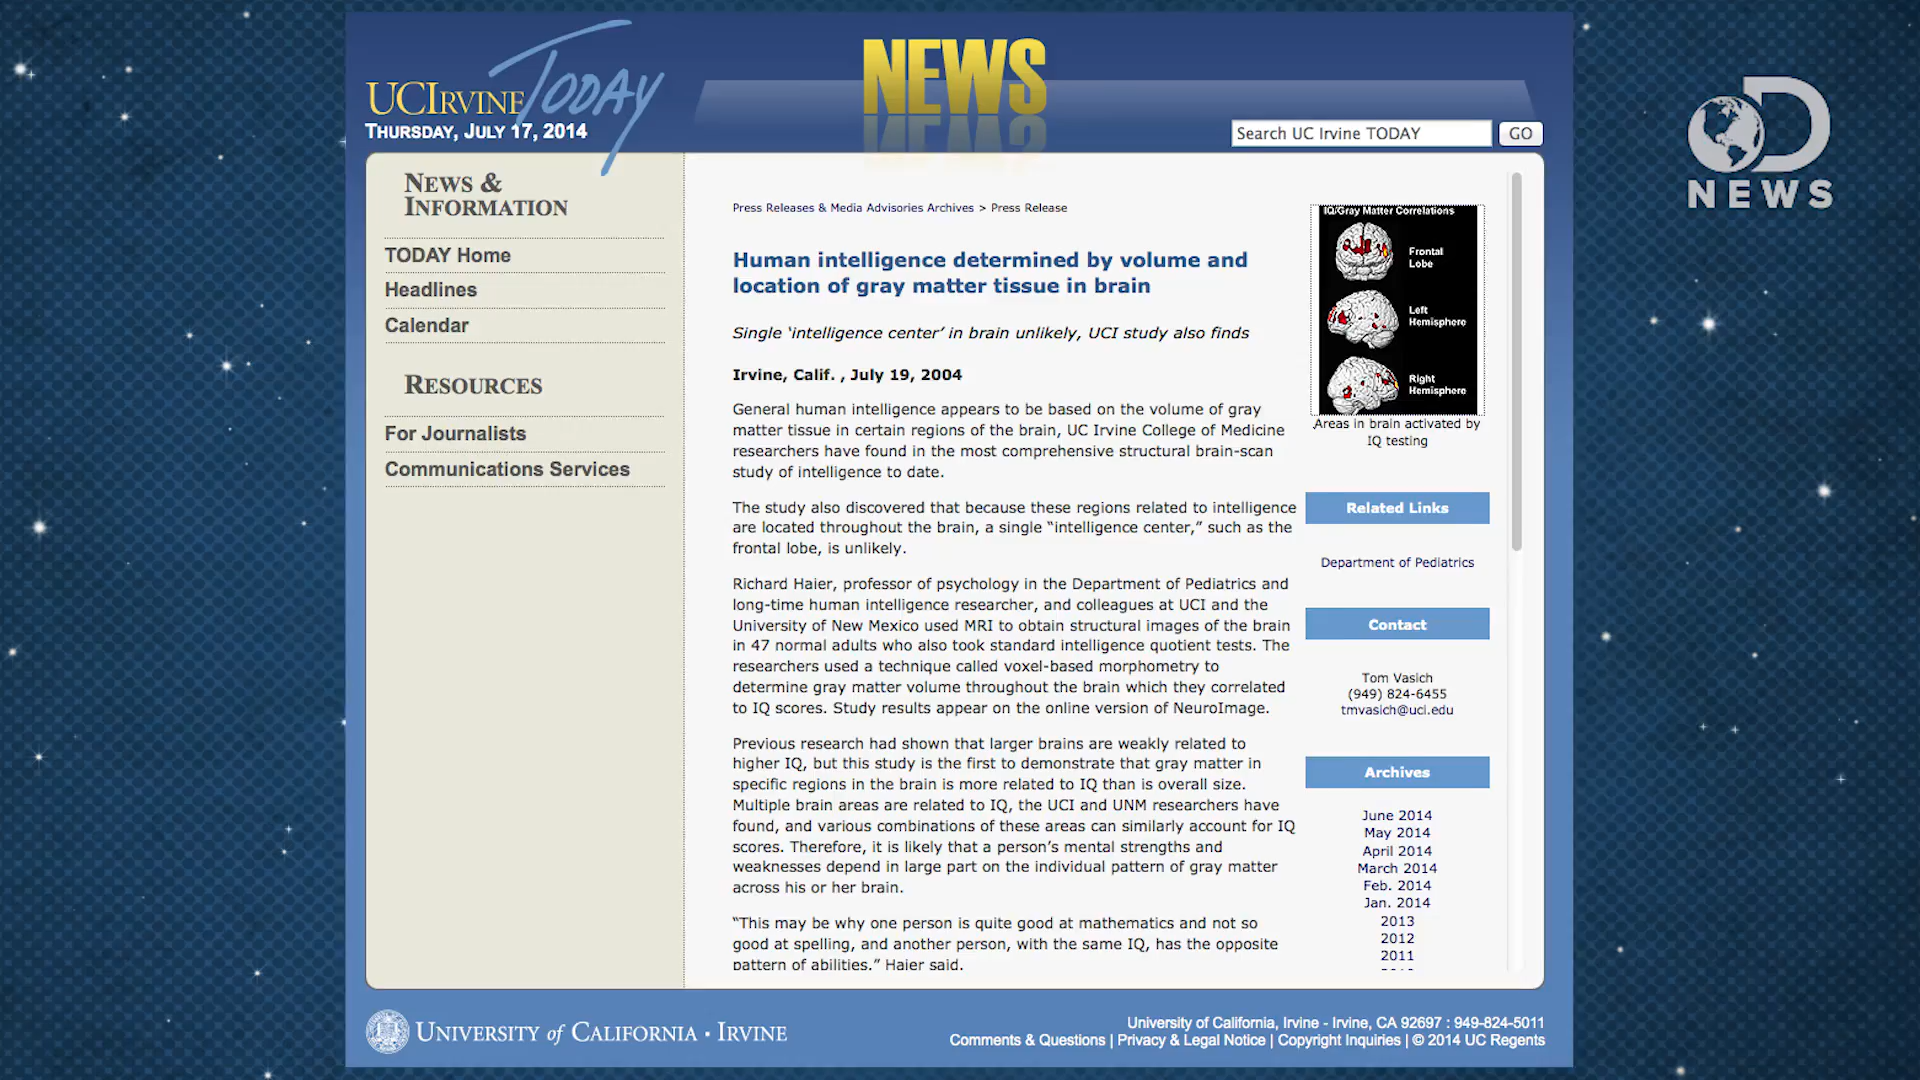 UCIRVINE TODAY
THURSDAY, JULY 17, 2014
NEWS
Search UC Irvine TODAY
GO
D
NEWS
NEWS &
INFORMATION
TODAY Home
Headlines
Calendar
RESOURCES
For Journalists
Communications Services
Press Releases & Media Advisories Archives > Press Release
Human intelligence determined by volume and
location of gray matter tissue in brain
Single ‘intelligence center’ in brain unlikely, UCI study also finds
Irvine, Calif. , July 19, 2004
General human intelligence appears to be based on the volume of gray
matter tissue in certain regions of the brain, UC Irvine College of Medicine
researchers have found in the most comprehensive structural brain-scan
study of intelligence to date.
The study also discovered that because these regions related to intelligence
are located throughout the brain, a single “intelligence center,” such as the
frontal lobe, is unlikely.
Richard Haier, professor of psychology in the Department of Pediatrics and
long-time human intelligence researcher, and colleagues at UCI and the
University of New Mexico used MRI to obtain structural images of the brain
in 47 normal adults who also took standard intelligence quotient tests. The
researchers used a technique called voxel-based morphometry to
determine gray matter volume throughout the brain which they correlated
to IQ scores. Study results appear on the online version of NeuroImage.
Previous research had shown that larger brains are weakly related to
higher IQ, but this study is the first to demonstrate that gray matter in
specific regions in the brain is more related to IQ than is overall size.
Multiple brain areas are related to IQ, the UCI and UNM researchers have
found, and various combinations of these areas can similarly account for IQ
scores. Therefore, it is likely that a person’s mental strengths and
weaknesses depend in large part on the individual pattern of gray matter
across his or her brain.
“This may be why one person is quite good at mathematics and not so
good at spelling, and another person, with the same IQ, has the opposite
pattern of abilities.” Haier said.
IQ/Gray Matter Correlations
Frontal
Lobe
Left
Hemisphere
Right
Hemisphere
Areas in brain activated by
IQ testing
Related Links
Department of Pediatrics
Contact
Tom Vasich
(949) 824-6455
tmvasich@uci.edu
Archives
June 2014
May 2014
April 2014
March 2014
Feb. 2014
Jan. 2014
2013
2012
2011
UNIVERSITY of CALIFORNIA · IRVINE
University of California, Irvine - Irvine, CA 92697 : 949-824-5011
Comments & Questions | Privacy & Legal Notice | Copyright Inquiries | © 2014 UC Regents